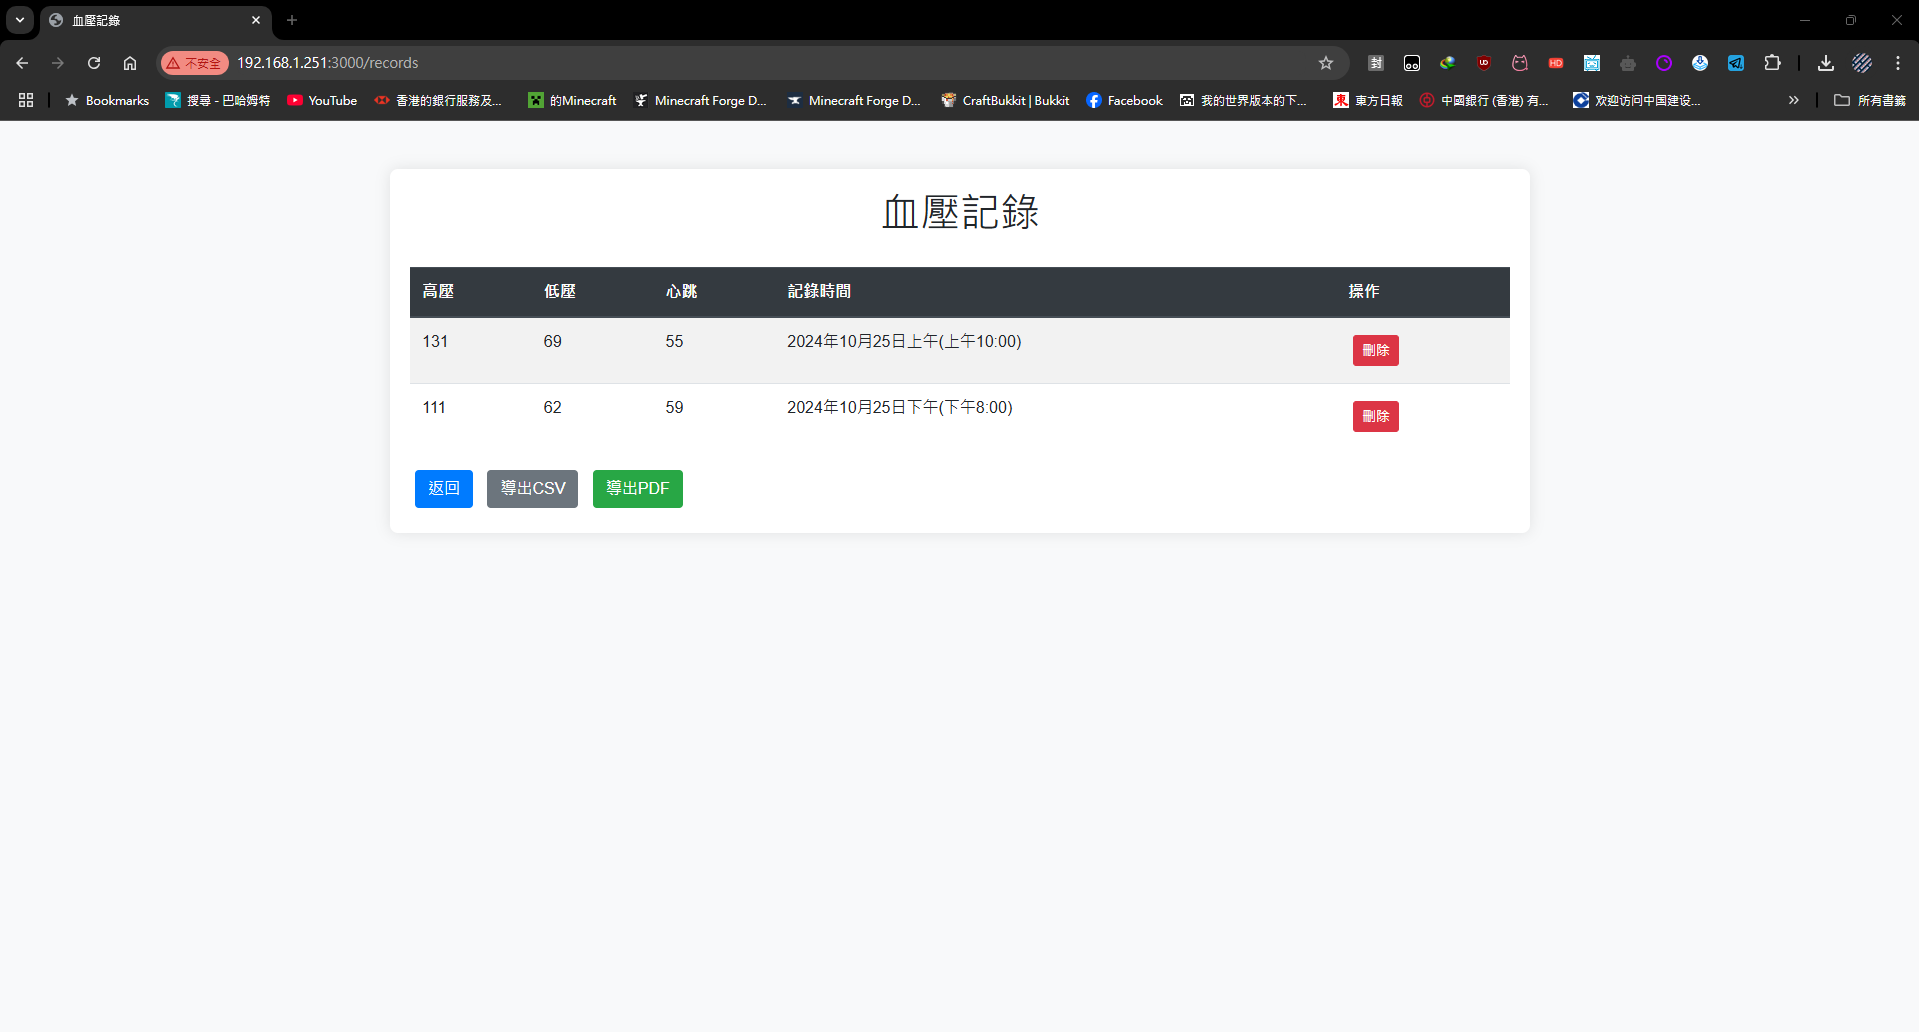 血壓記錄
不安全 192.168.1.251:3000/records
Bookmarks 搜尋 - 巴哈姆特 YouTube 香港的銀行服務及... 的Minecraft Minecraft Forge D... Minecraft Forge D... CraftBukkit | Bukkit Facebook 我的世界版本的下... 東方日報 中國銀行 (香港) 有... 欢迎访问中国建设... 所有書籤
血壓記錄
高壓 低壓 心跳 記錄時間 操作
131 69 55 2024年10月25日上午(上午10:00) 刪除
111 62 59 2024年10月25日下午(下午8:00) 刪除
返回 導出CSV 導出PDF